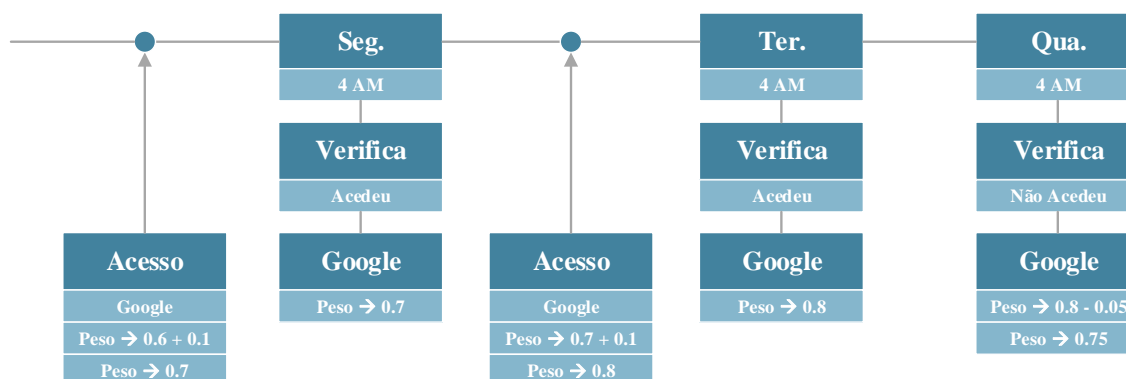 Seg.
4 AM
Verifica
Acedeu
Google
Peso → 0.7
Ter.
4 AM
Verifica
Acedeu
Google
Peso → 0.8
Qua.
4 AM
Verifica
Não Acedeu
Google
Peso → 0.8 - 0.05
Peso → 0.75
Acesso
Google
Peso → 0.6 + 0.1
Peso → 0.7
Acesso
Google
Peso → 0.7 + 0.1
Peso → 0.8